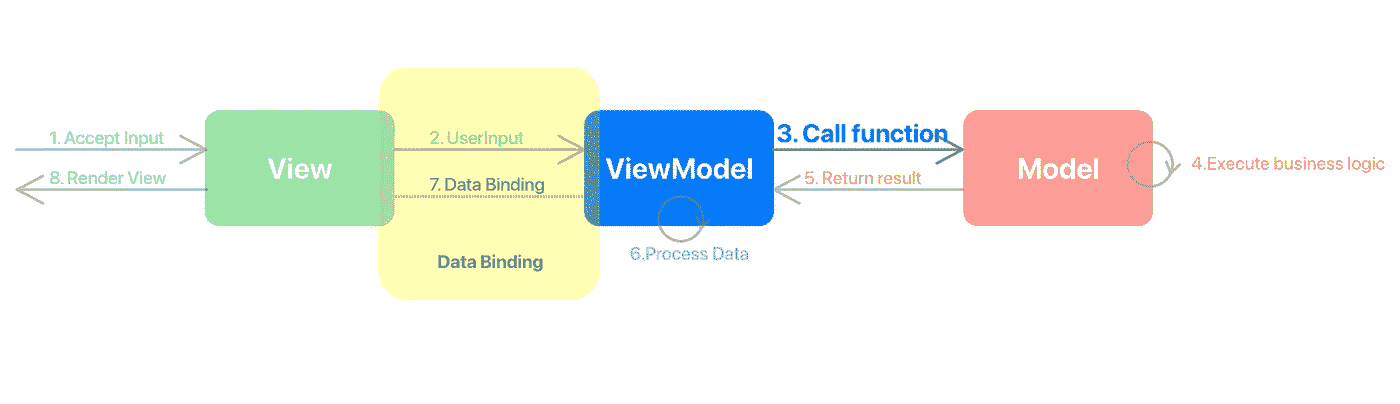 1. Accept Input
8. Render View
View
2. UserInput
7. Data Binding
Data Binding
ViewModel
6.Process Data
3. Call function
5. Return result
Model
4.Execute business logic